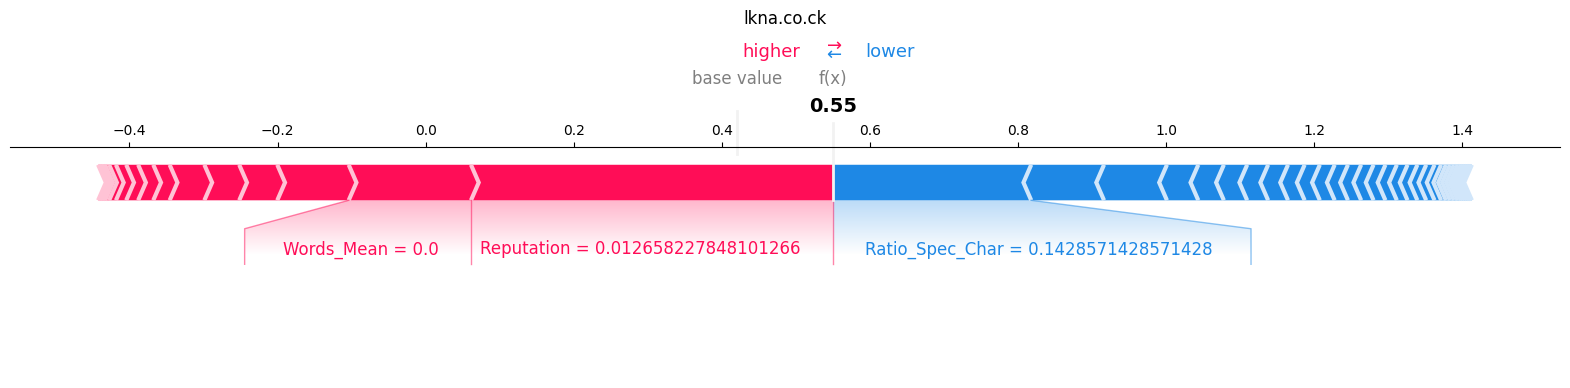 lkna.co.ck
higher → ← lower
base value f(x)
0.55
−0.4 −0.2 0.0 0.2 0.4 0.6 0.8 1.0 1.2 1.4
Words_Mean = 0.0 Reputation = 0.012658227848101266 Ratio_Spec_Char = 0.1428571428571428